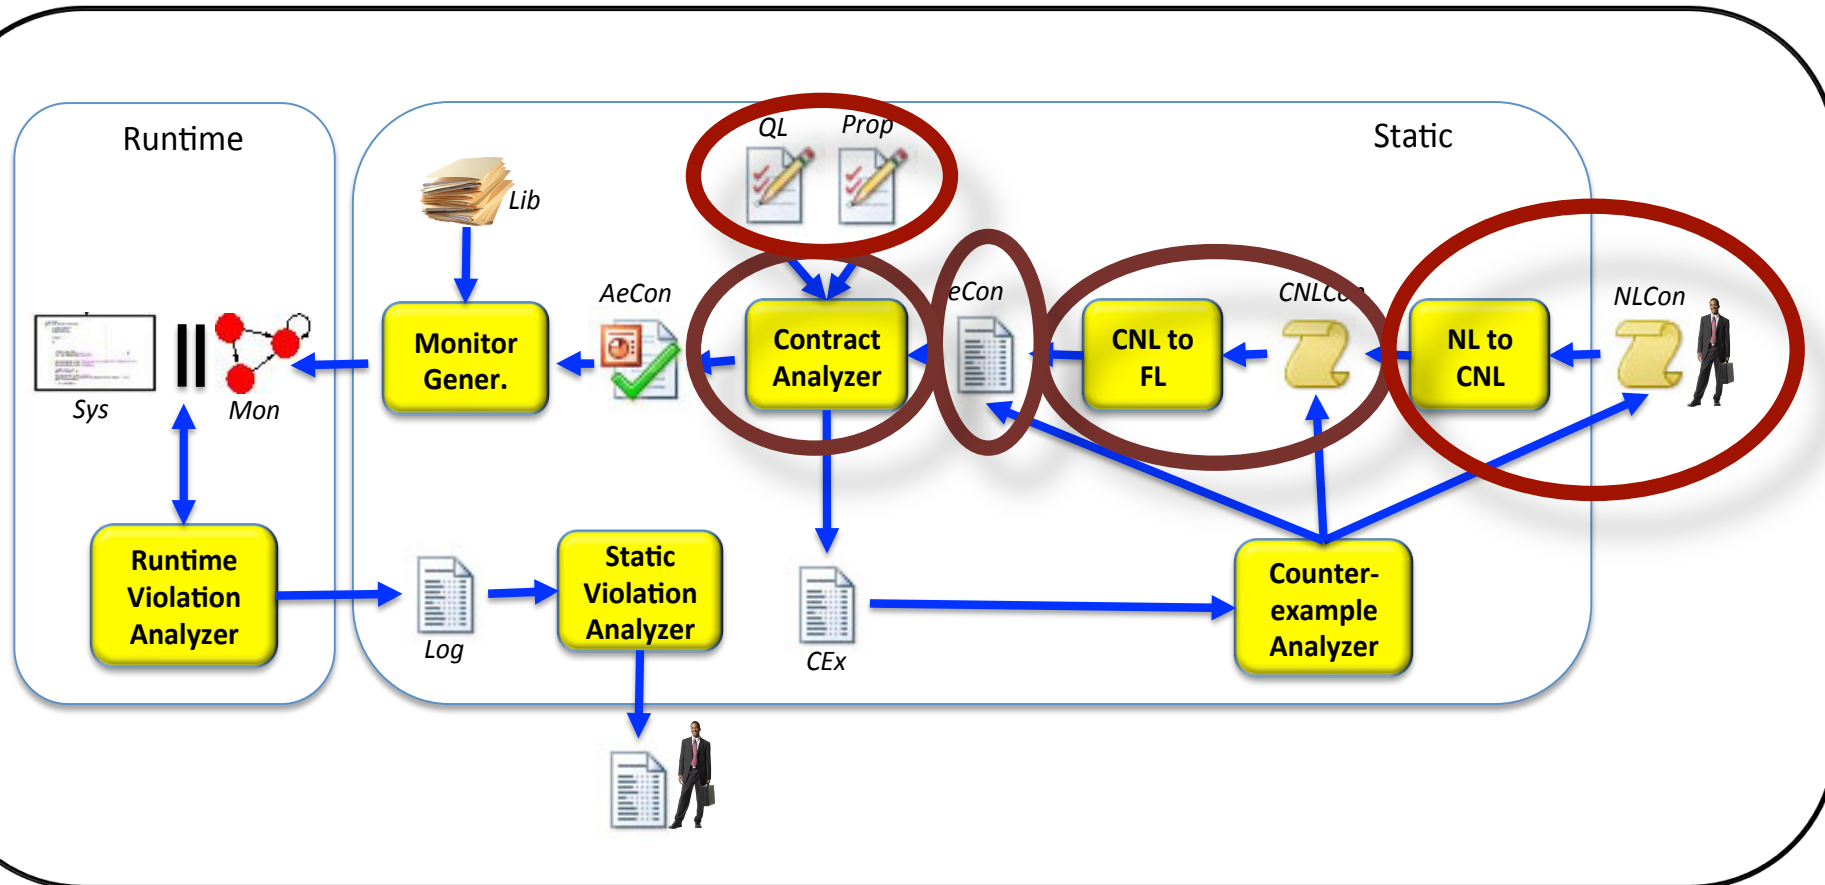 Runtime
Static
QL
Prop
Lib
AeCon
eCon
CNLCon
NLCon
Monitor
Gener.
Contract
Analyzer
CNL to
FL
NL to
CNL
Sys
Mon
Runtime
Violation
Analyzer
Log
Static
Violation
Analyzer
CEx
Counter-
example
Analyzer